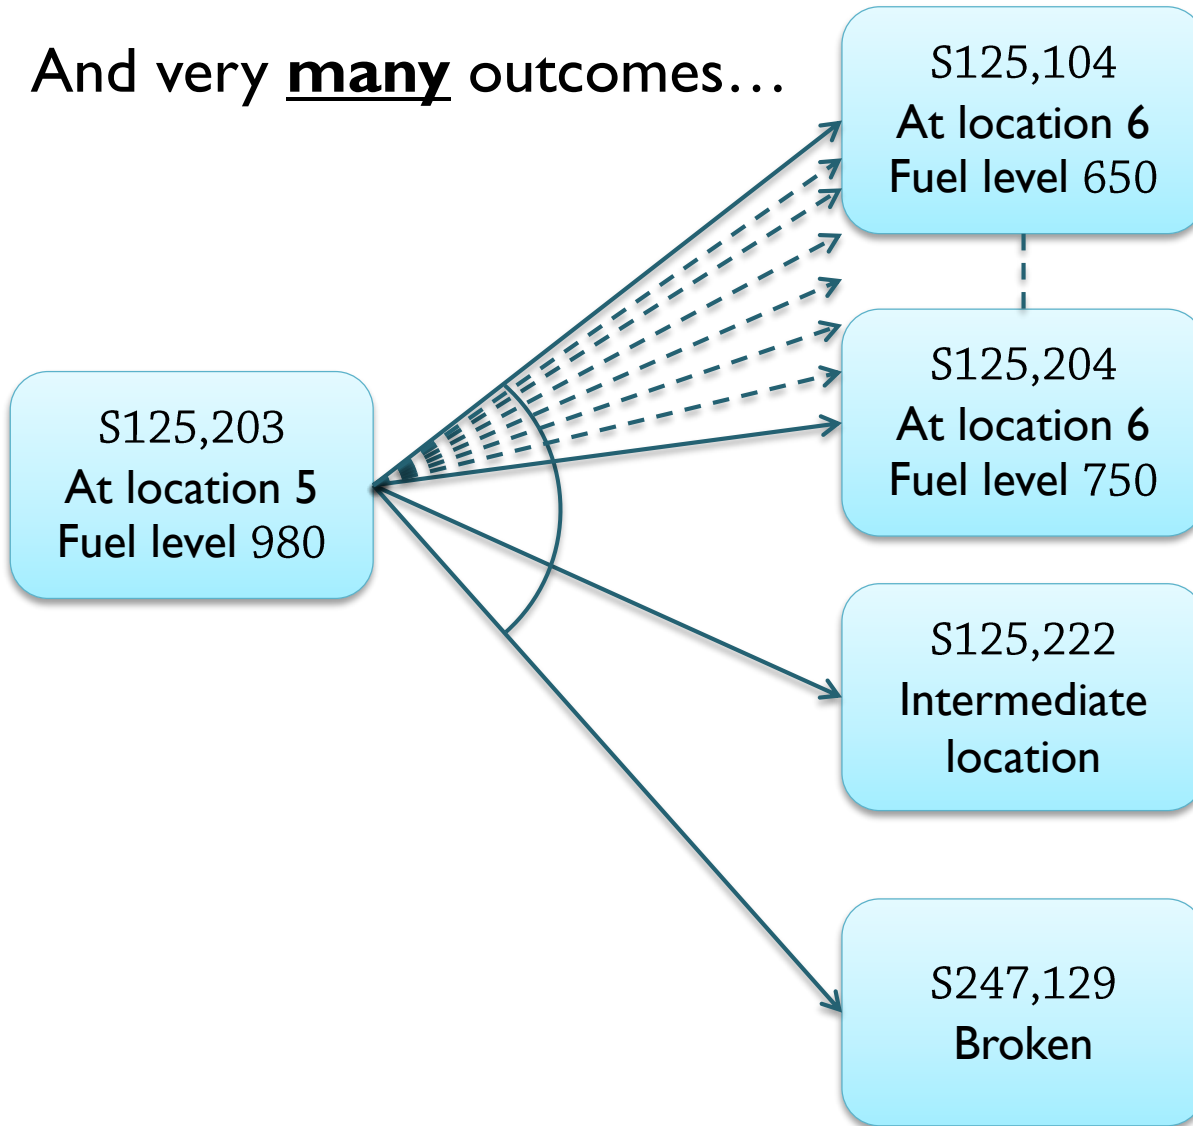 And very many outcomes…
S125,104
At location 6
Fuel level 650
S125,204
At location 6
Fuel level 750
S125,203
At location 5
Fuel level 980
S125,222
Intermediate
location
S247,129
Broken